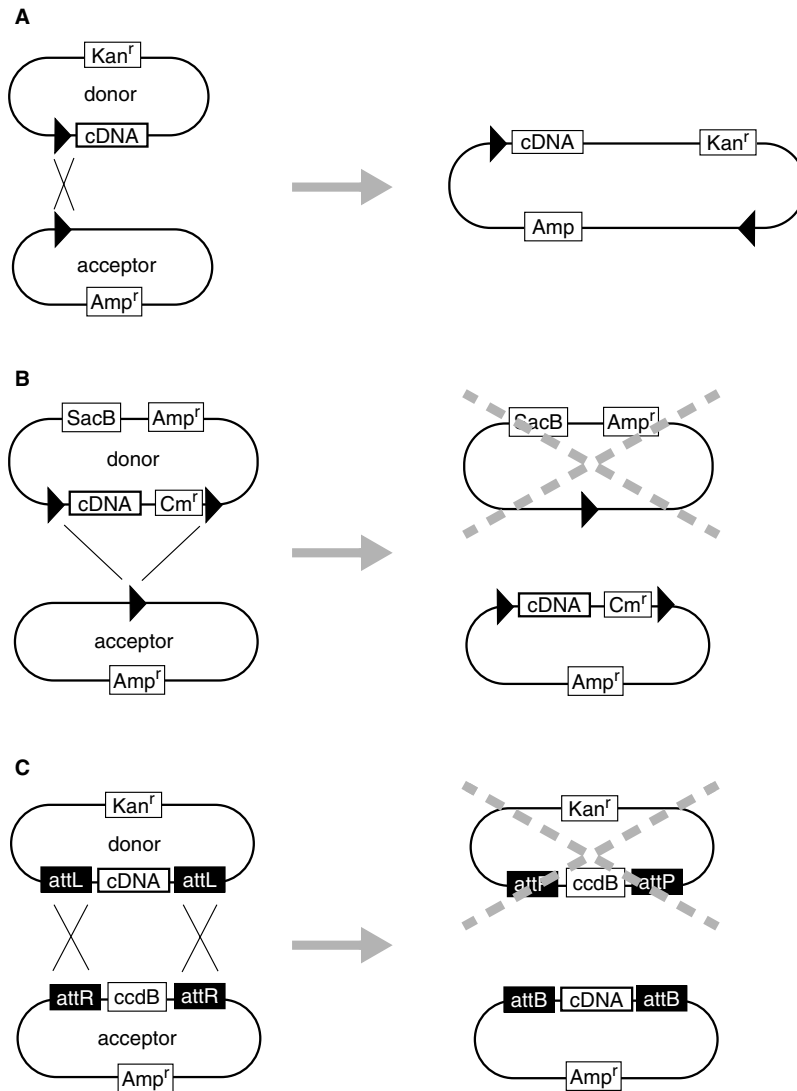 A
Kanʳ
donor
cDNA
acceptor
Ampʳ
cDNA
Kanʳ
Amp
B
SacB
Ampʳ
donor
cDNA
Cmʳ
acceptor
Ampʳ
SacB
Ampʳ
cDNA
Cmʳ
Ampʳ
C
Kanʳ
donor
attL
cDNA
attL
attR
ccdB
attR
acceptor
Ampʳ
Kanʳ
attP
ccdB
attP
attB
cDNA
attB
Ampʳ